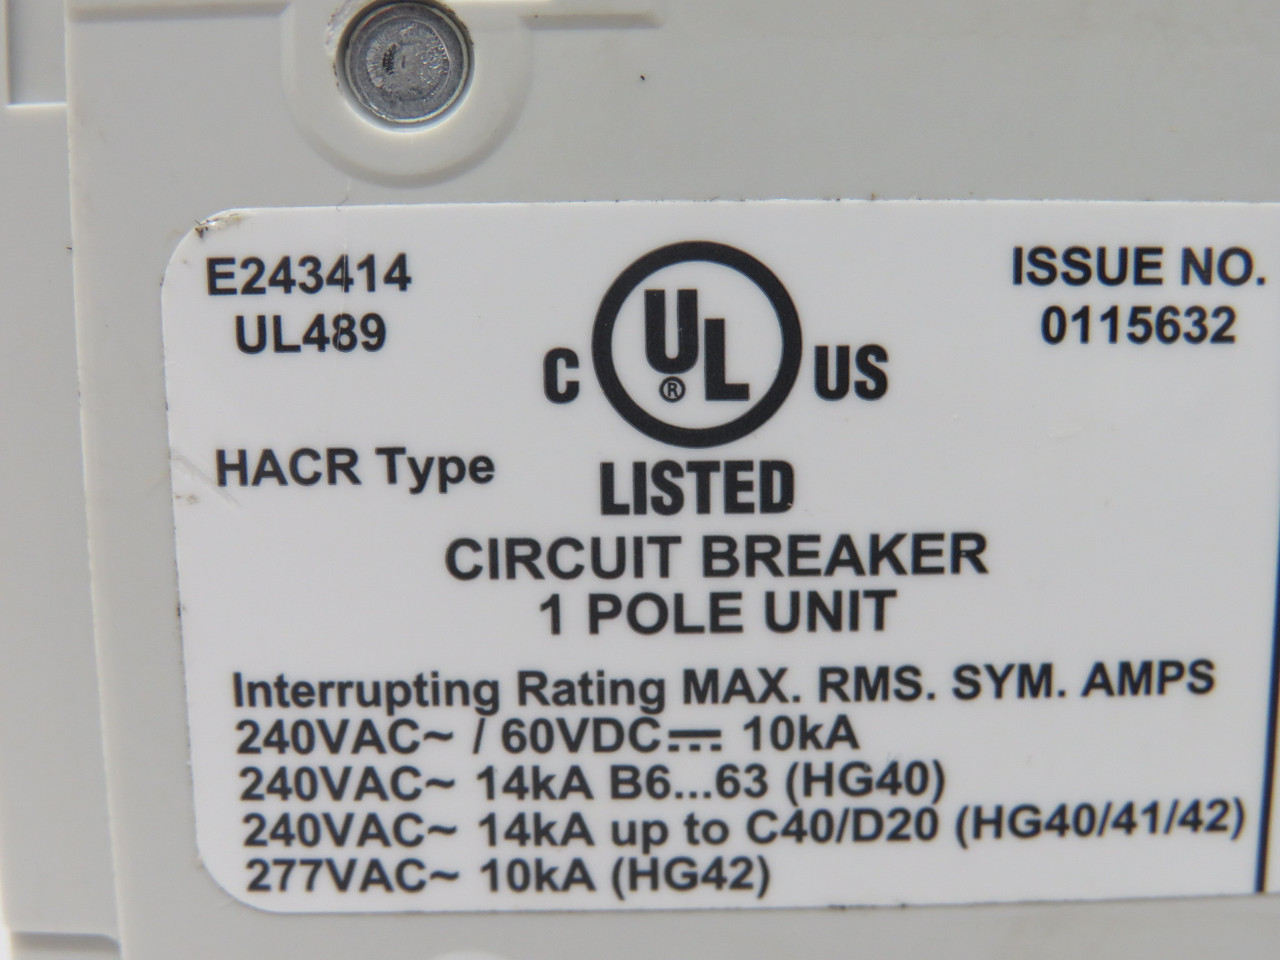 E243414
UL489
ISSUE NO.
0115632
C UL ® US
LISTED
HACR Type
CIRCUIT BREAKER
1 POLE UNIT
Interrupting Rating MAX. RMS. SYM. AMPS
240VAC~ / 60VDC⎓ 10kA
240VAC~ 14kA B6...63 (HG40)
240VAC~ 14kA up to C40/D20 (HG40/41/42)
277VAC~ 10kA (HG42)